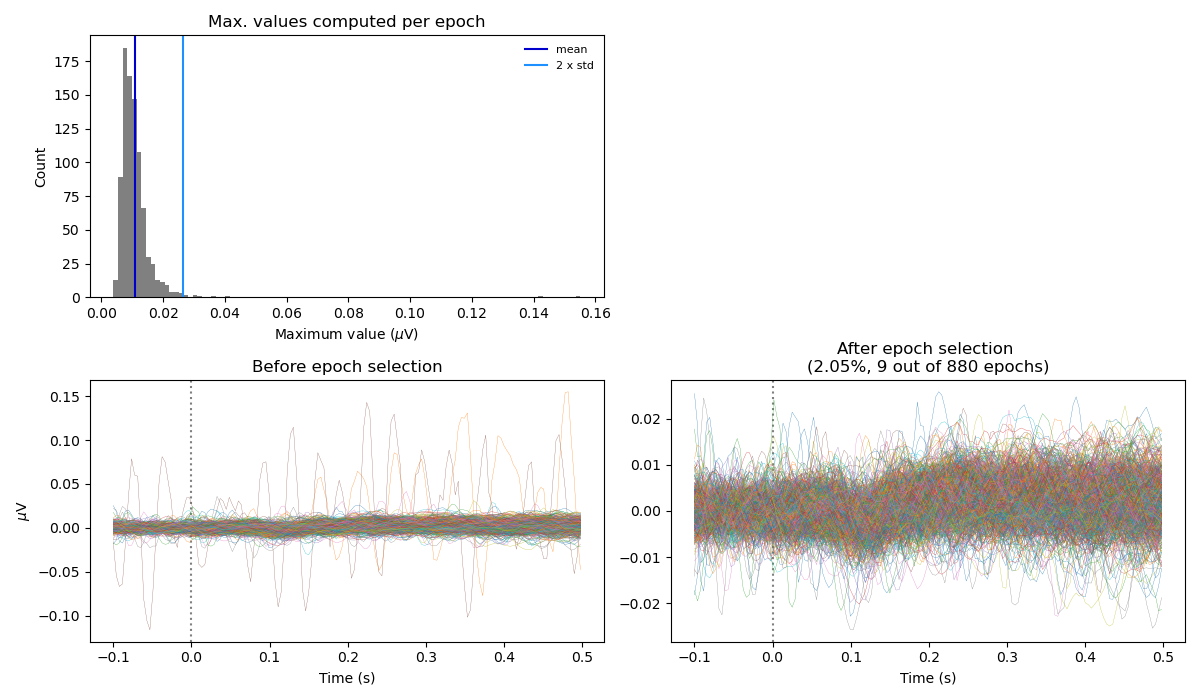 Max. values computed per epoch
mean
2 x std
175
150
125
100
75
50
25
0
Count
0.00 0.02 0.04 0.06 0.08 0.10 0.12 0.14 0.16
Maximum value (μV)
Before epoch selection
0.15
0.10
0.05
0.00
−0.05
−0.10
μV
−0.1 0.0 0.1 0.2 0.3 0.4 0.5
Time (s)
After epoch selection
(2.05%, 9 out of 880 epochs)
0.02
0.01
0.00
−0.01
−0.02
−0.1 0.0 0.1 0.2 0.3 0.4 0.5
Time (s)